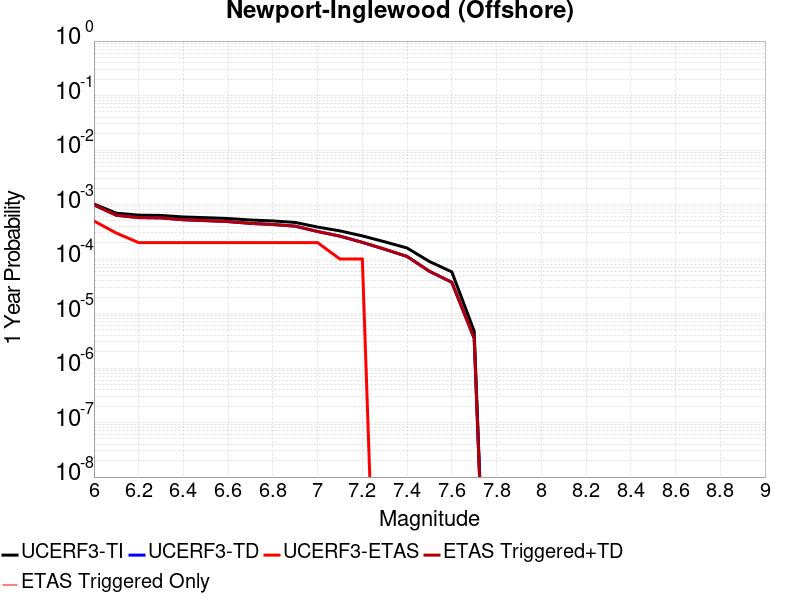 Newport-Inglewood (Offshore)
10^0
10^-1
10^-2
10^-3
10^-4
10^-5
10^-6
10^-7
10^-8
1 Year Probability
6 6.2 6.4 6.6 6.8 7 7.2 7.4 7.6 7.8 8 8.2 8.4 8.6 8.8 9
Magnitude
UCERF3-TI UCERF3-TD UCERF3-ETAS ETAS Triggered+TD
ETAS Triggered Only